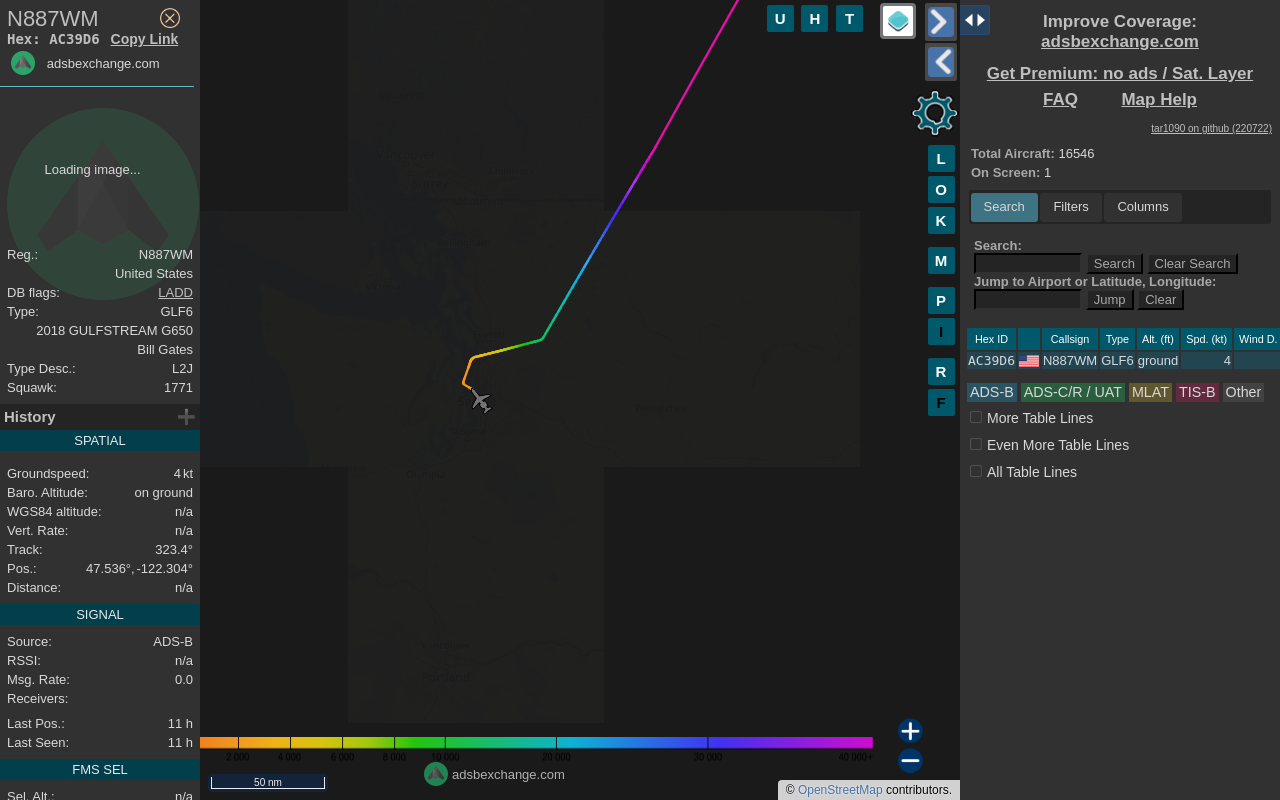 N887WM
Hex: AC39D6 Copy Link
adsbexchange.com
Loading image...
Reg.: N887WM
United States
DB flags: LADD
Type: GLF6
2018 GULFSTREAM G650
Bill Gates
Type Desc.: L2J
Squawk: 1771
History
SPATIAL
Groundspeed: 4 kt
Baro. Altitude: on ground
WGS84 altitude: n/a
Vert. Rate: n/a
Track: 323.4°
Pos.: 47.536°, -122.304°
Distance: n/a
SIGNAL
Source: ADS-B
RSSI: n/a
Msg. Rate: 0.0
Receivers:
Last Pos.: 11 h
Last Seen: 11 h
FMS SEL
Sel. Alt.: n/a
U H T
L
O
K
M
P
I
R
F
Olympia
Portland
2 000 4 000 6 000 8 000 10 000 20 000 30 000 40 000+
50 nm
adsbexchange.com
© OpenStreetMap contributors.
Improve Coverage:
adsbexchange.com
Get Premium: no ads / Sat. Layer
FAQ Map Help
tar1090 on github (220722)
Total Aircraft: 16546
On Screen: 1
Search Filters Columns
Search:
Search Clear Search
Jump to Airport or Latitude, Longitude:
Jump Clear
Hex ID Callsign Type Alt. (ft) Spd. (kt) Wind D.
AC39D6 N887WM GLF6 ground 4
ADS-B ADS-C/R / UAT MLAT TIS-B Other
More Table Lines
Even More Table Lines
All Table Lines